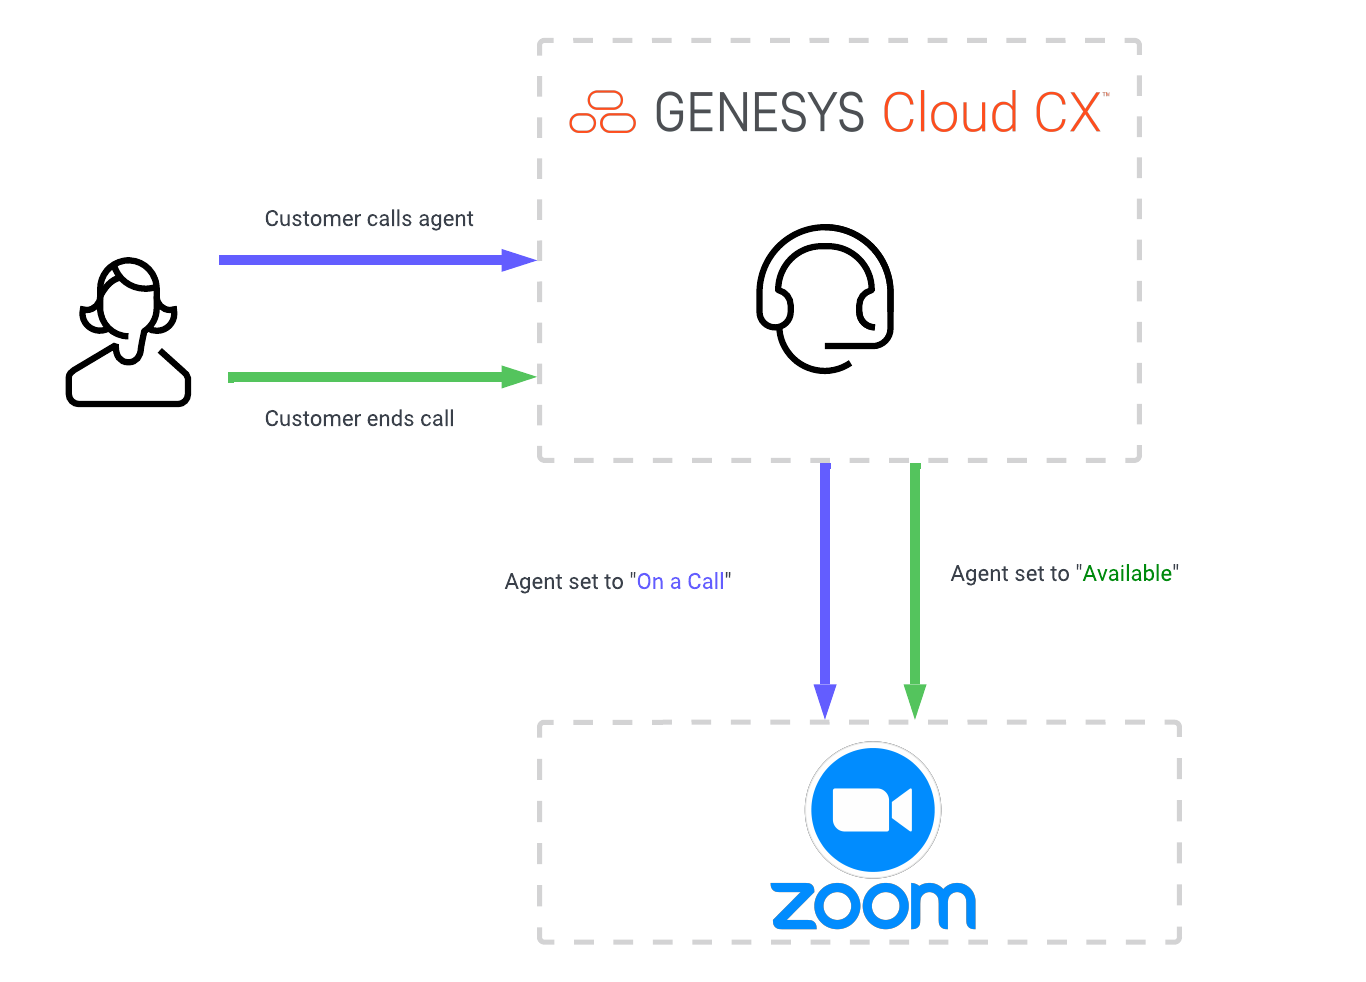 GENESYS Cloud CX™
Customer calls agent
Customer ends call
Agent set to "On a Call"
Agent set to "Available"
zoom